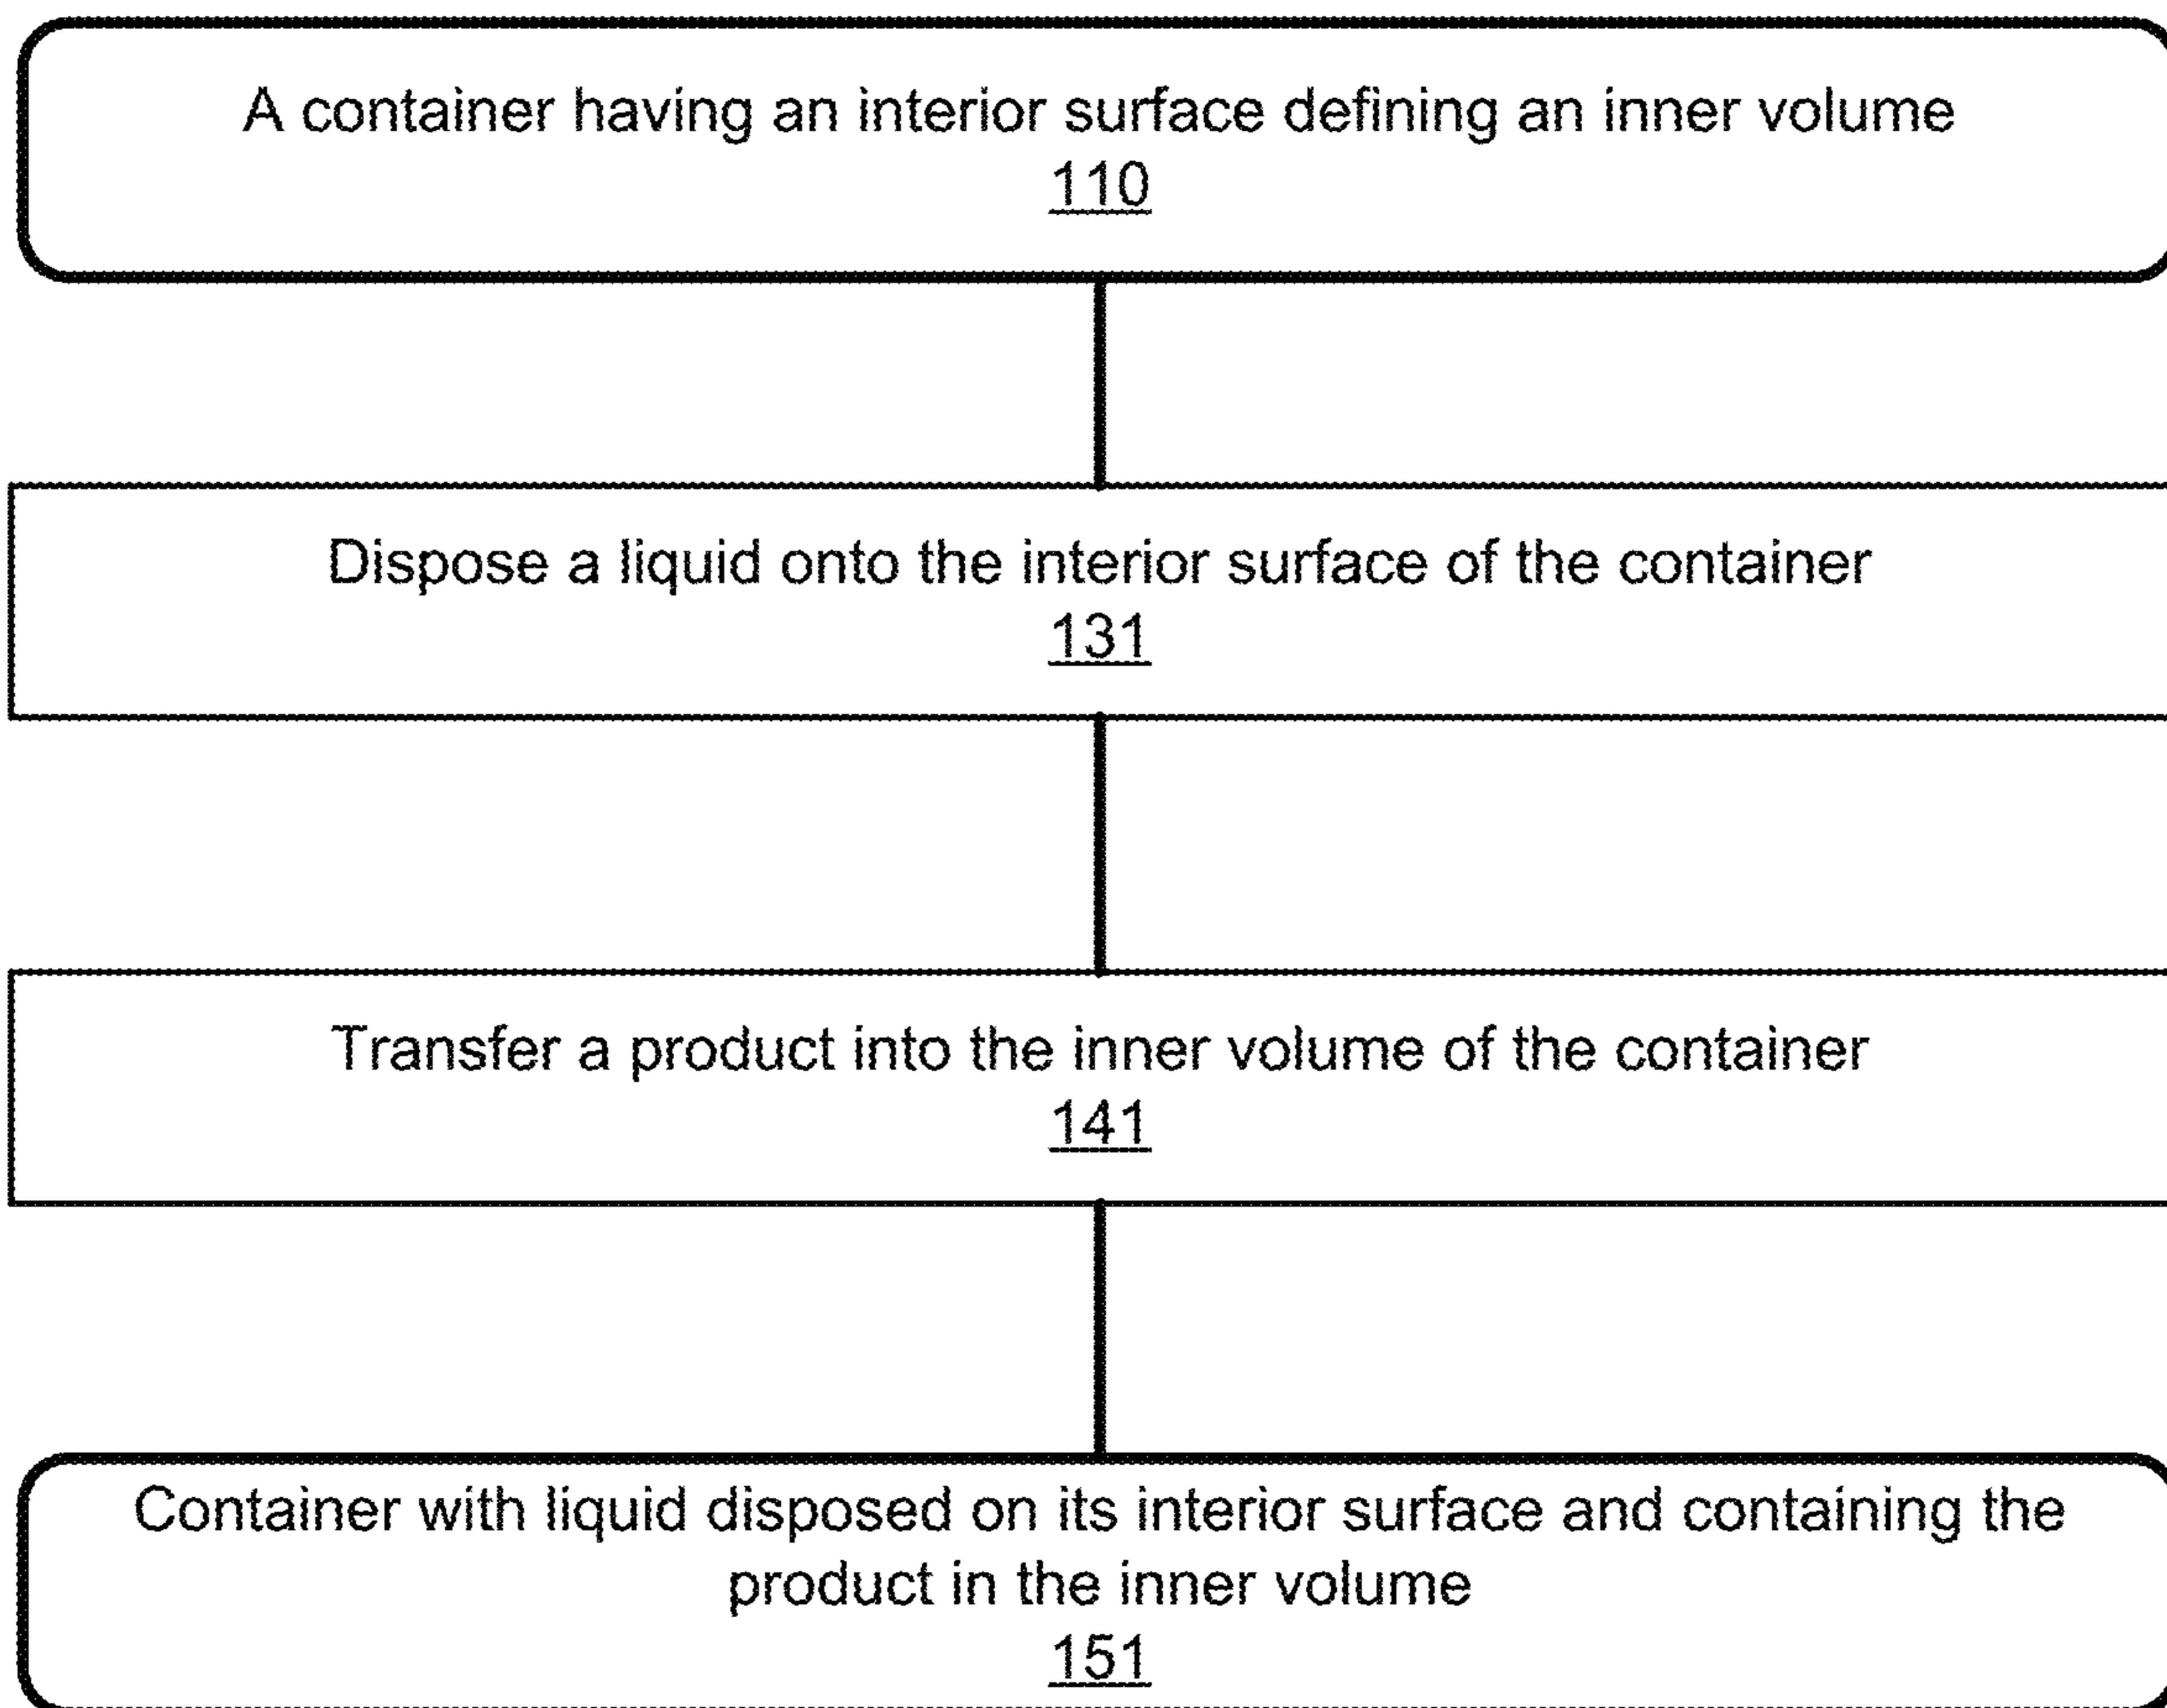 A container having an interior surface defining an inner volume
110
Dispose a liquid onto the interior surface of the container
131
Transfer a product into the inner volume of the container
141
Container with liquid disposed on its interior surface and containing the
product in the inner volume
151